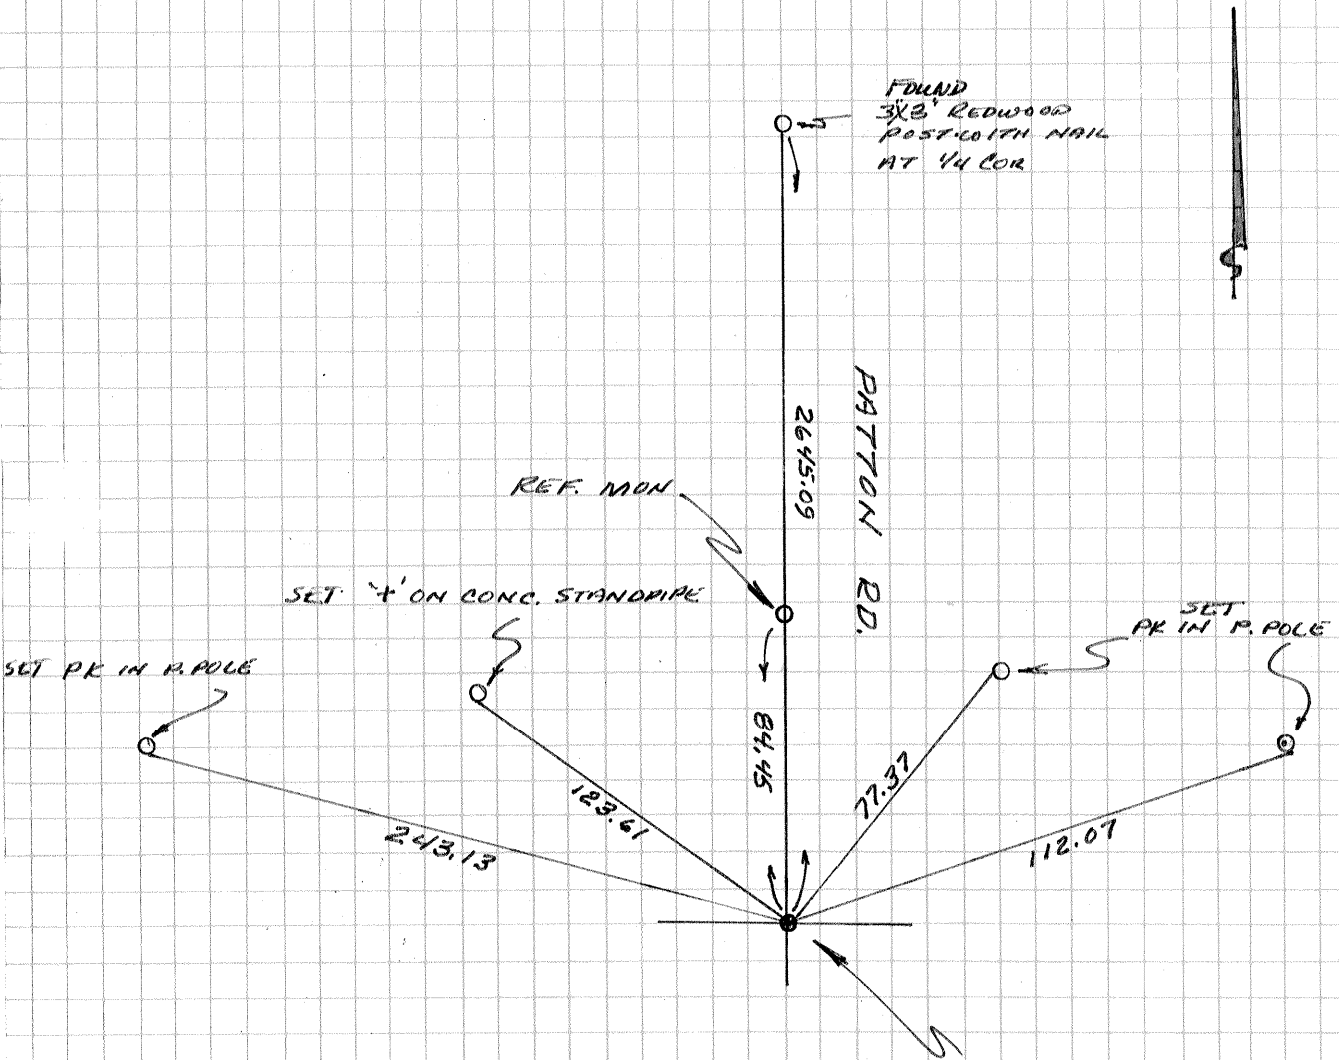 FOUND
3"X3" REDWOOD
POST WITH NAIL
AT 1/4 COR
PATTON RD.
2645.09
REF. MON
SET '+' ON CONC. STANDPIPE
SET
PK IN P. POLE
SET PK IN P. POLE
84.45
77.37
123.61
112.07
243.13